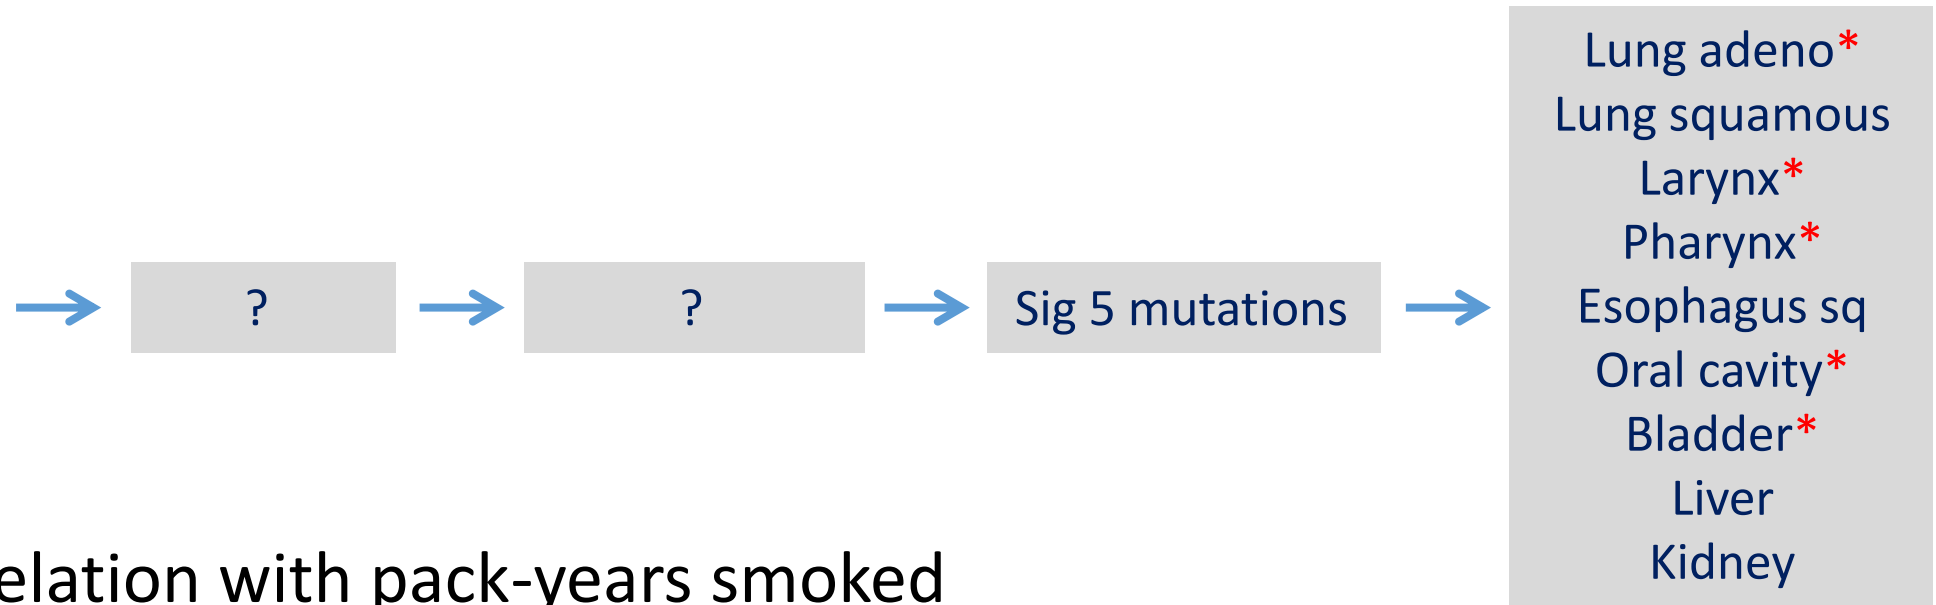 Lung adeno*
Lung squamous
Larynx*
Pharynx*
Esophagus sq
Oral cavity*
Bladder*
Liver
Kidney
?
?
Sig 5 mutations
elation with pack-years smoked